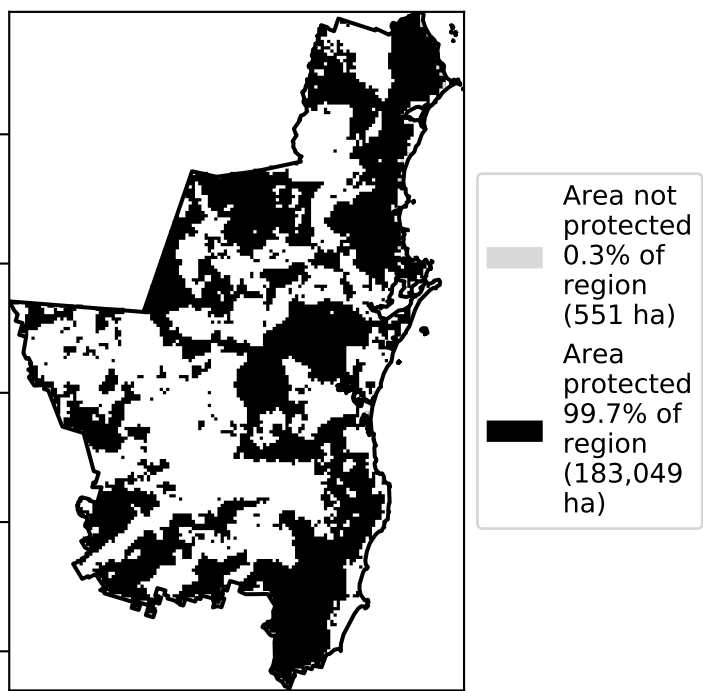 Area not
protected
0.3% of
region
(551 ha)
Area
protected
99.7% of
region
(183,049
ha)